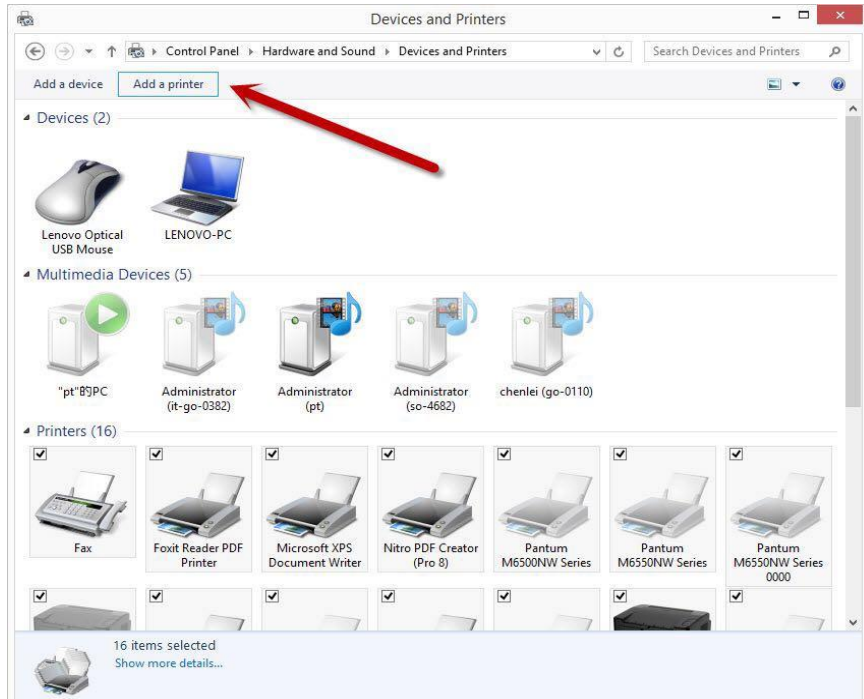 Devices and Printers
Control Panel Hardware and Sound Devices and Printers
Search Devices and Printers
Add a device
Add a printer
Devices (2)
Lenovo Optical
USB Mouse
LENOVO-PC
Multimedia Devices (5)
"pt"的PC
Administrator
(it-go-0382)
Administrator
(pt)
Administrator
(so-4682)
chenlei (go-0110)
Printers (16)
Fax
Foxit Reader PDF
Printer
Microsoft XPS
Document Writer
Nitro PDF Creator
(Pro 8)
Pantum
M6500NW Series
Pantum
M6550NW Series
Pantum
M6550NW Series
0000
16 items selected
Show more details...